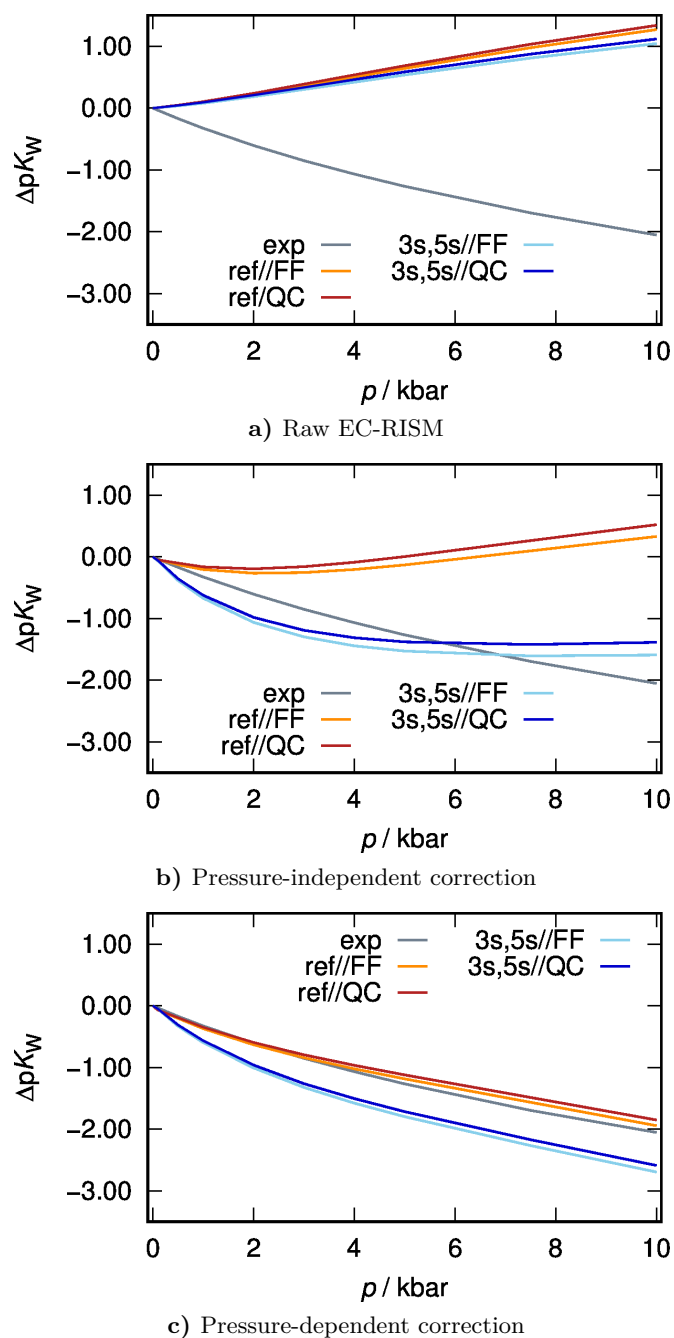 1.00
0.00
−1.00
−2.00
−3.00
ΔpKW
exp
ref//FF
ref/QC
3s,5s//FF
3s,5s//QC
0 2 4 6 8 10
p / kbar
a) Raw EC-RISM
1.00
0.00
−1.00
−2.00
−3.00
ΔpKW
exp
ref//FF
ref//QC
3s,5s//FF
3s,5s//QC
0 2 4 6 8 10
p / kbar
b) Pressure-independent correction
1.00
0.00
−1.00
−2.00
−3.00
ΔpKW
exp
ref//FF
ref//QC
3s,5s//FF
3s,5s//QC
0 2 4 6 8 10
p / kbar
c) Pressure-dependent correction